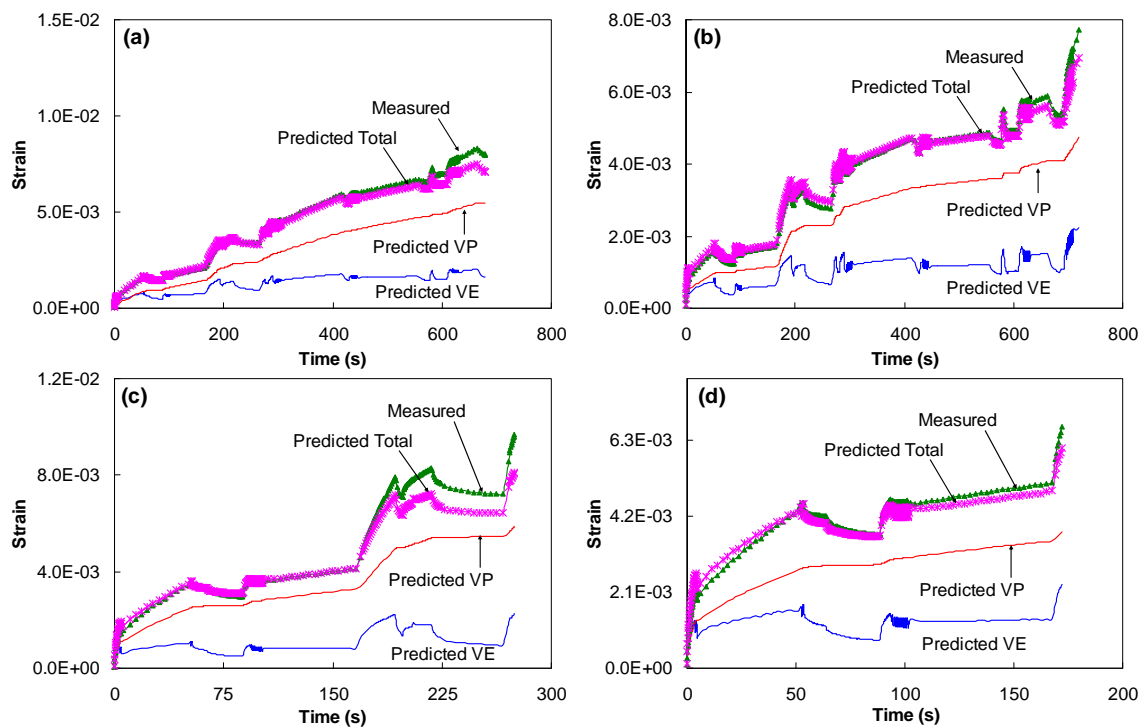 (a)
1.5E-02
1.0E-02
5.0E-03
0.0E+00
Strain
Measured
Predicted Total
Predicted VP
Predicted VE
0 200 400 600 800
Time (s)
(b)
8.0E-03
6.0E-03
4.0E-03
2.0E-03
0.0E+00
Strain
Measured
Predicted Total
Predicted VP
Predicted VE
0 200 400 600 800
Time (s)
(c)
1.2E-02
8.0E-03
4.0E-03
0.0E+00
Strain
Measured
Predicted Total
Predicted VP
Predicted VE
0 75 150 225 300
Time (s)
(d)
6.3E-03
4.2E-03
2.1E-03
0.0E+00
Strain
Measured
Predicted Total
Predicted VP
Predicted VE
0 50 100 150 200
Time (s)